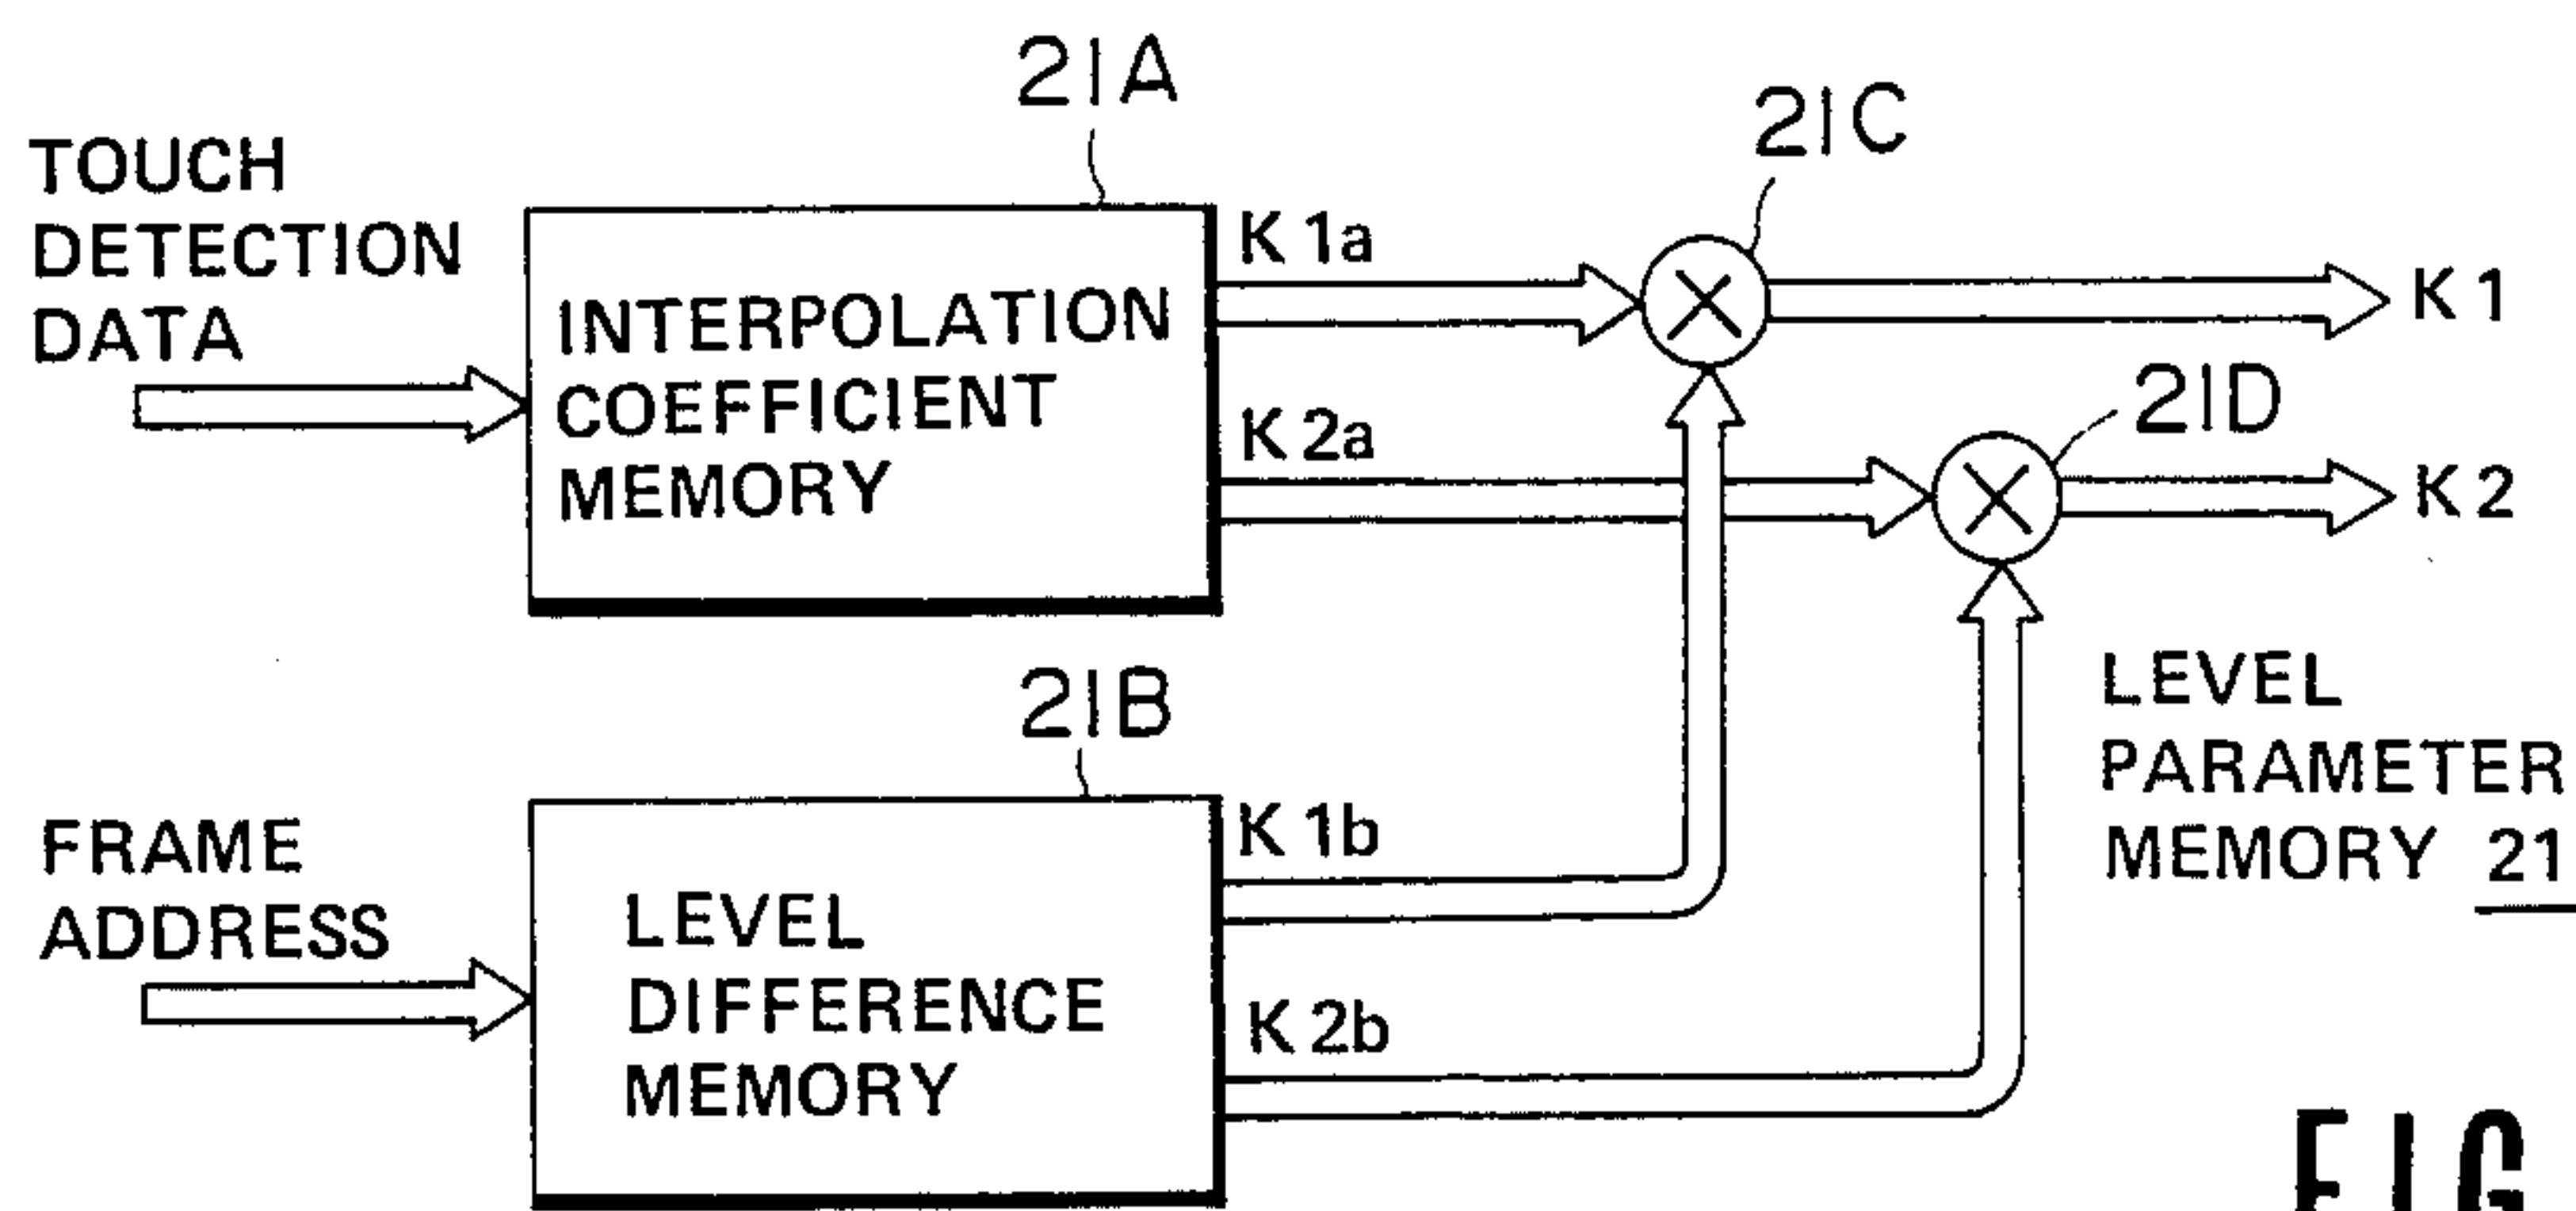 21A
21C
TOUCH
DETECTION
DATA
K1a
INTERPOLATION
COEFFICIENT
MEMORY
K1
21D
K2a
K2
21B
LEVEL
PARAMETER
MEMORY 21
FRAME
ADDRESS
K1b
LEVEL
DIFFERENCE
MEMORY
K2b
FIG